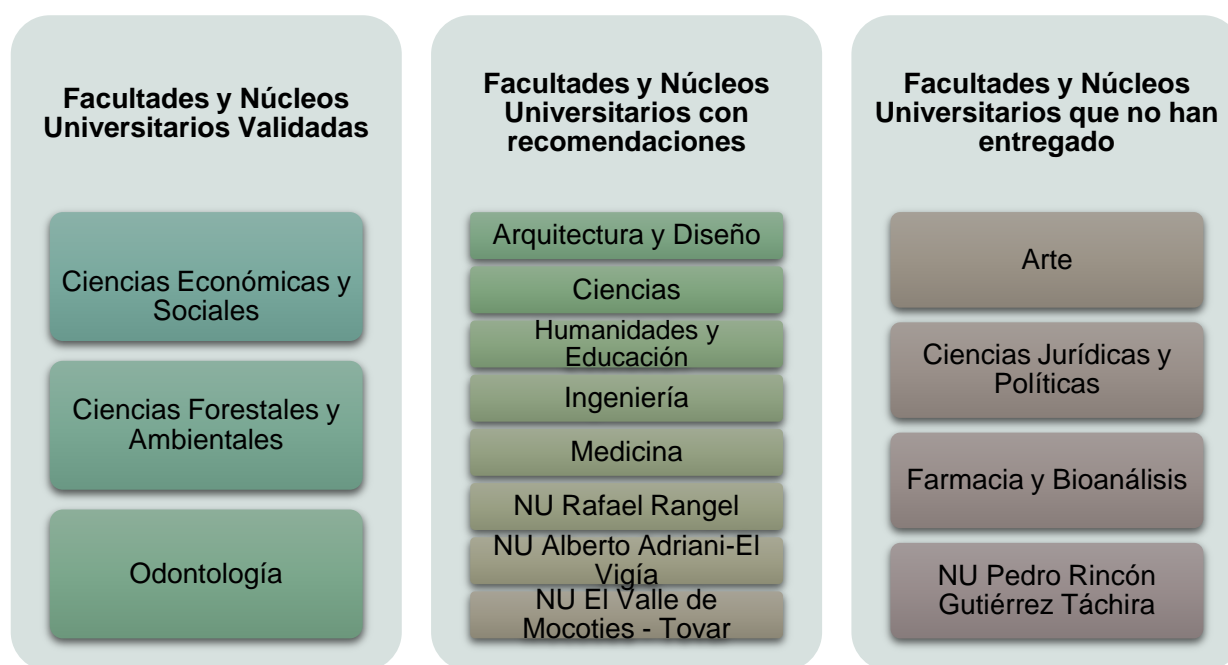 Facultades y Núcleos
Universitarios Validadas
Ciencias Económicas y
Sociales
Ciencias Forestales y
Ambientales
Odontología
Facultades y Núcleos
Universitarios con
recomendaciones
Arquitectura y Diseño
Ciencias
Humanidades y
Educación
Ingeniería
Medicina
NU Rafael Rangel
NU Alberto Adriani-El
Vigía
NU El Valle de
Mocoties - Tovar
Facultades y Núcleos
Universitarios que no han
entregado
Arte
Ciencias Jurídicas y
Políticas
Farmacia y Bioanálisis
NU Pedro Rincón
Gutiérrez Táchira